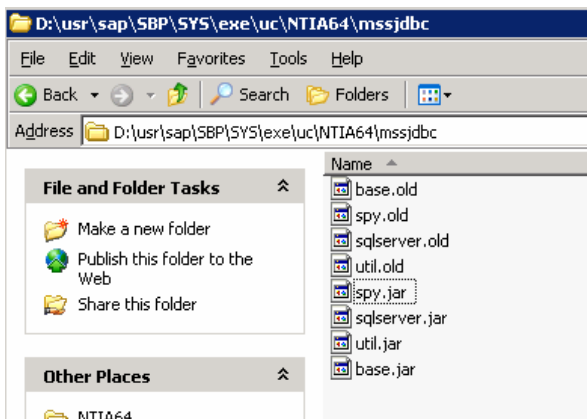 D:\usr\sap\SBP\SYS\exe\uc\NTIA64\mssjdbc
File Edit View Favorites Tools Help
Back Search Folders
Address D:\usr\sap\SBP\SYS\exe\uc\NTIA64\mssjdbc
File and Folder Tasks
Make a new folder
Publish this folder to the
Web
Share this folder
Other Places
NTIA64
Name
base.old
spy.old
sqlserver.old
util.old
spy.jar
sqlserver.jar
util.jar
base.jar